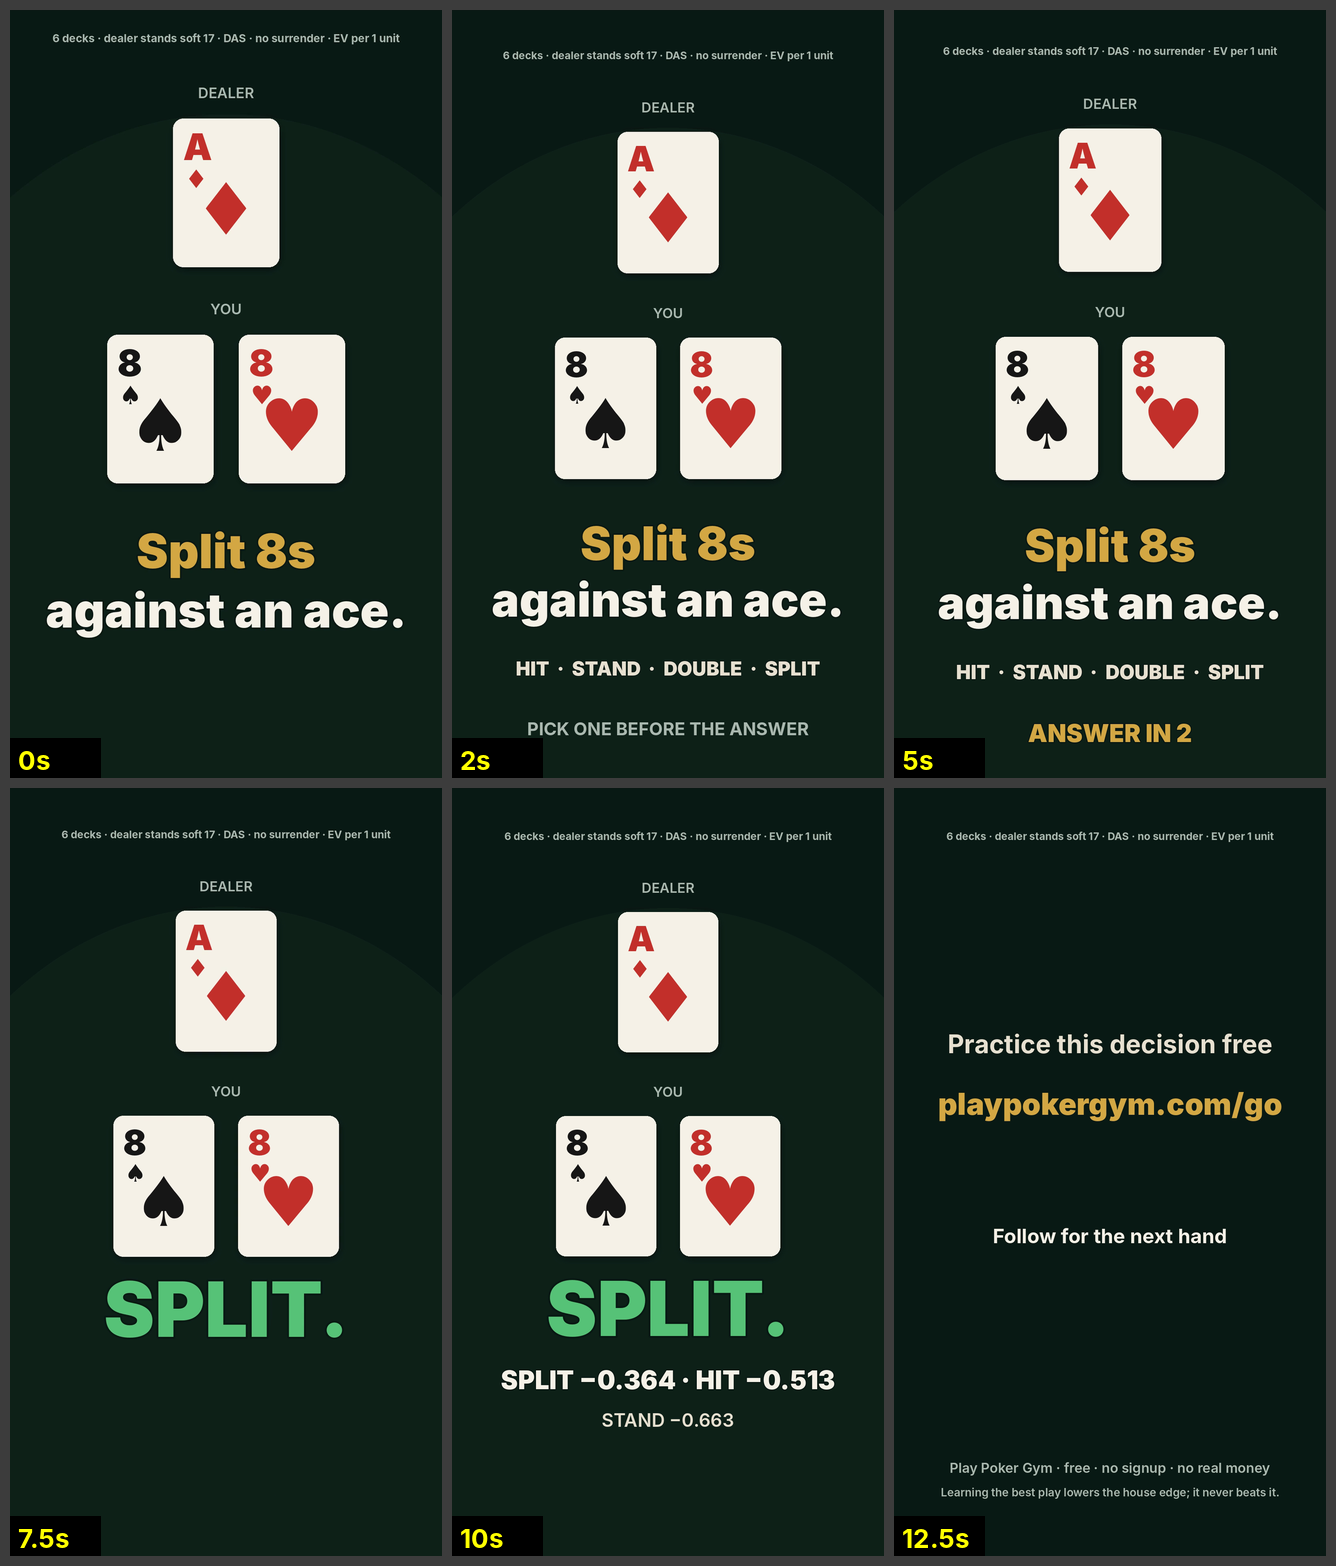 6 decks · dealer stands soft 17 · DAS · no surrender · EV per 1 unit
DEALER
A
YOU
8
8
Split 8s
against an ace.
0s
6 decks · dealer stands soft 17 · DAS · no surrender · EV per 1 unit
DEALER
A
YOU
8
8
Split 8s
against an ace.
HIT · STAND · DOUBLE · SPLIT
PICK ONE BEFORE THE ANSWER
2s
6 decks · dealer stands soft 17 · DAS · no surrender · EV per 1 unit
DEALER
A
YOU
8
8
Split 8s
against an ace.
HIT · STAND · DOUBLE · SPLIT
ANSWER IN 2
5s
6 decks · dealer stands soft 17 · DAS · no surrender · EV per 1 unit
DEALER
A
YOU
8
8
SPLIT.
7.5s
6 decks · dealer stands soft 17 · DAS · no surrender · EV per 1 unit
DEALER
A
YOU
8
8
SPLIT.
SPLIT −0.364 · HIT −0.513
STAND −0.663
10s
6 decks · dealer stands soft 17 · DAS · no surrender · EV per 1 unit
Practice this decision free
playpokergym.com/go
Follow for the next hand
Play Poker Gym · free · no signup · no real money
Learning the best play lowers the house edge; it never beats it.
12.5s